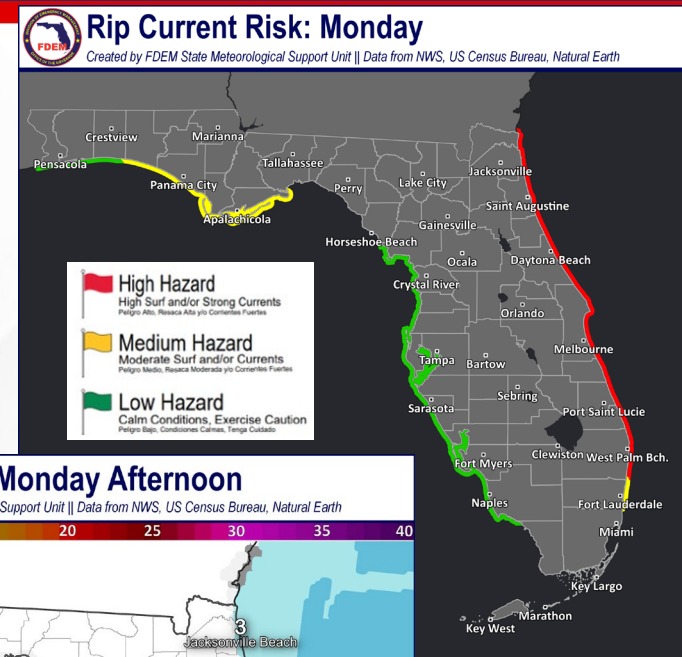 FDEM
Rip Current Risk: Monday
Created by FDEM State Meteorological Support Unit || Data from NWS, US Census Bureau, Natural Earth
Crestview
Marianna
Pensacola
Tallahassee
Jacksonville
Panama City
Perry
Lake City
Apalachicola
Saint Augustine
Gainesville
Horseshoe Beach
Ocala
Daytona Beach
Crystal River
Orlando
High Hazard
High Surf and/or Strong Currents
Peligro Alto, Resaca Alta y/o Corrientes Fuertes
Medium Hazard
Moderate Surf and/or Currents
Peligro Medio, Resaca Moderada y/o Corrientes Fuertes
Low Hazard
Calm Conditions, Exercise Caution
Peligro Bajo, Condiciones Calmas, Tenga Cuidado
Melbourne
Tampa
Bartow
Sebring
Sarasota
Port Saint Lucie
Clewiston
West Palm Bch.
Fort Myers
Naples
Fort Lauderdale
Miami
Key Largo
Marathon
Key West
Monday Afternoon
Support Unit || Data from NWS, US Census Bureau, Natural Earth
20 25 30 35 40
3
Jacksonville Beach